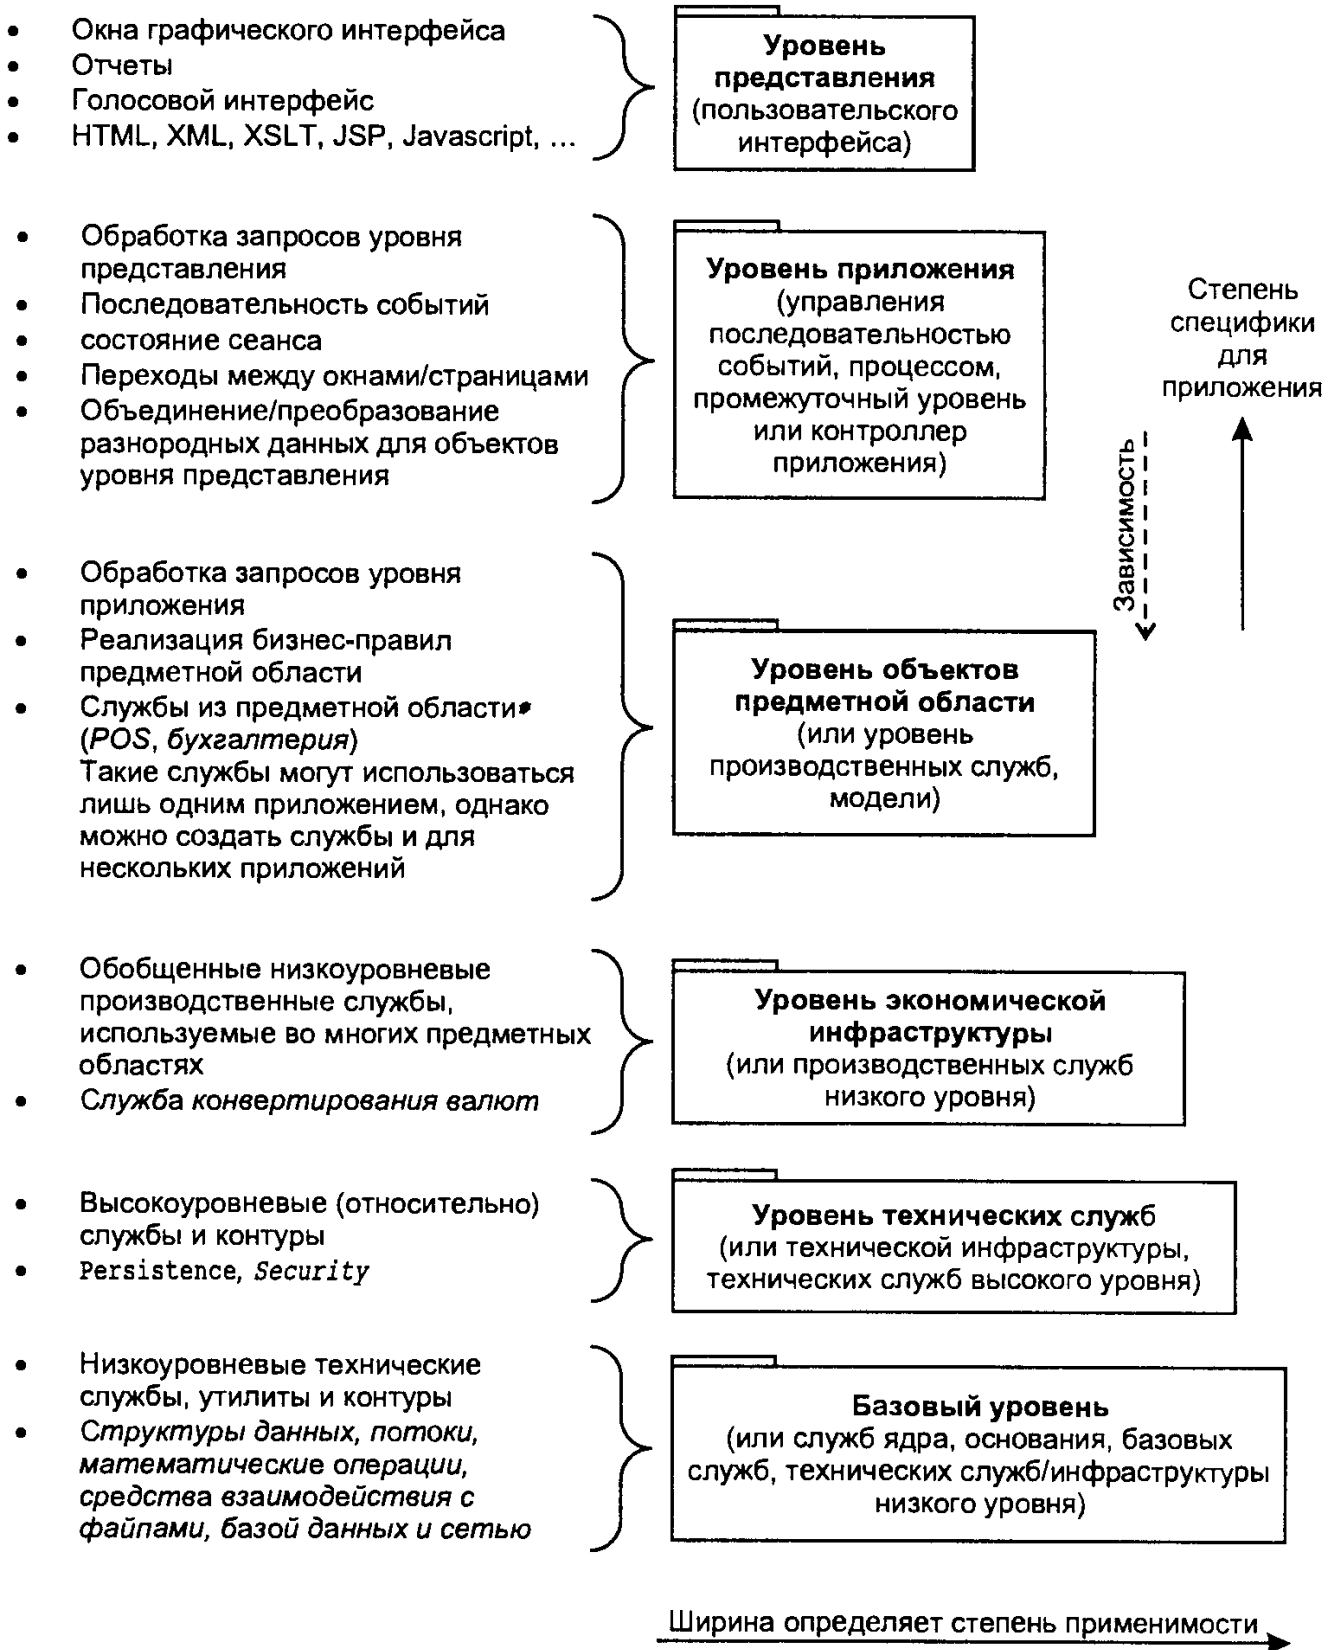 • Окна графического интерфейса
• Отчеты
• Голосовой интерфейс
• HTML, XML, XSLT, JSP, Javascript, ...
Уровень
представления
(пользовательского
интерфейса)
• Обработка запросов уровня
представления
• Последовательность событий
• состояние сеанса
• Переходы между окнами/страницами
• Объединение/преобразование
разнородных данных для объектов
уровня представления
Уровень приложения
(управления
последовательностью
событий, процессом,
промежуточный уровень
или контроллер
приложения)
Степень
специфики
для
приложения
Зависимость
• Обработка запросов уровня
приложения
• Реализация бизнес-правил
предметной области
• Службы из предметной области
(POS, бухгалтерия)
Такие службы могут использоваться
лишь одним приложением, однако
можно создать службы и для
нескольких приложений
Уровень объектов
предметной области
(или уровень
производственных служб,
модели)
• Обобщенные низкоуровневые
производственные службы,
используемые во многих предметных
областях
• Служба конвертирования валют
Уровень экономической
инфраструктуры
(или производственных служб
низкого уровня)
• Высокоуровневые (относительно)
службы и контуры
• Persistence, Security
Уровень технических служб
(или технической инфраструктуры,
технических служб высокого уровня)
• Низкоуровневые технические
службы, утилиты и контуры
• Структуры данных, потоки,
математические операции,
средства взаимодействия с
файлами, базой данных и сетью
Базовый уровень
(или служб ядра, основания, базовых
служб, технических служб/инфраструктуры
низкого уровня)
Ширина определяет степень применимости